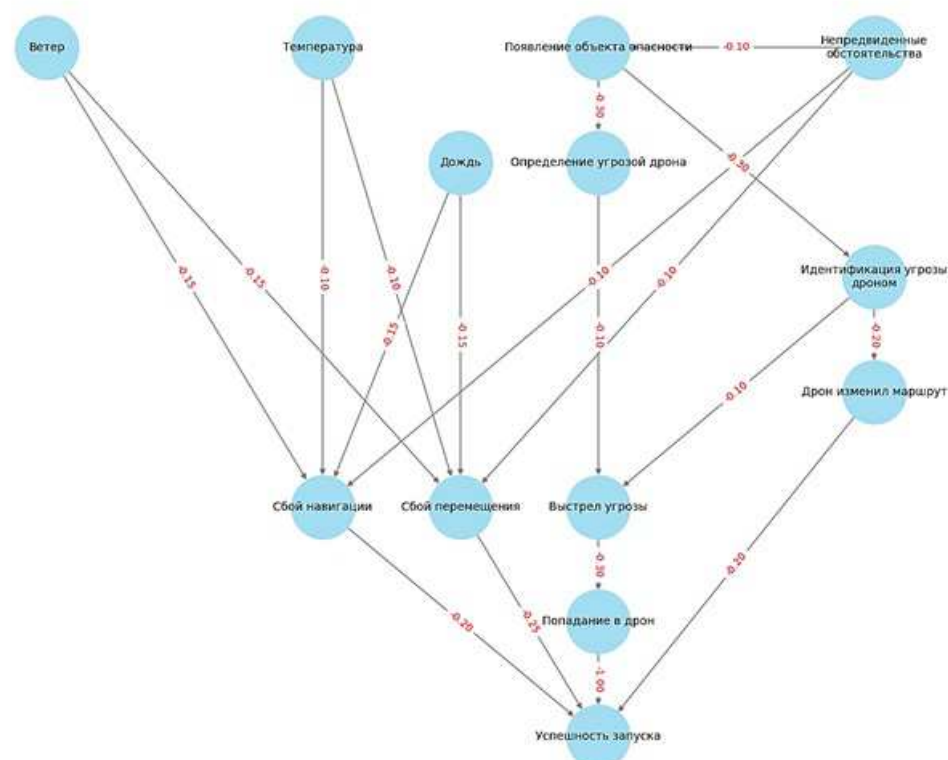 Ветер
Температура
Появление объекта опасности
-0.10
Непредвиденные
обстоятельства
-0.30
Дождь
Определение угрозой дрона
-0.30
-0.15
-0.15
-0.10
-0.10
-0.10
-0.10
Идентификация угрозы
дроном
-0.15
-0.15
-0.10
-0.20
-0.10
Дрон изменил маршрут
Сбой навигации
Сбой перемещения
Выстрел угрозы
-0.30
-0.20
-0.20
-0.25
Попадание в дрон
-1.00
Успешность запуска